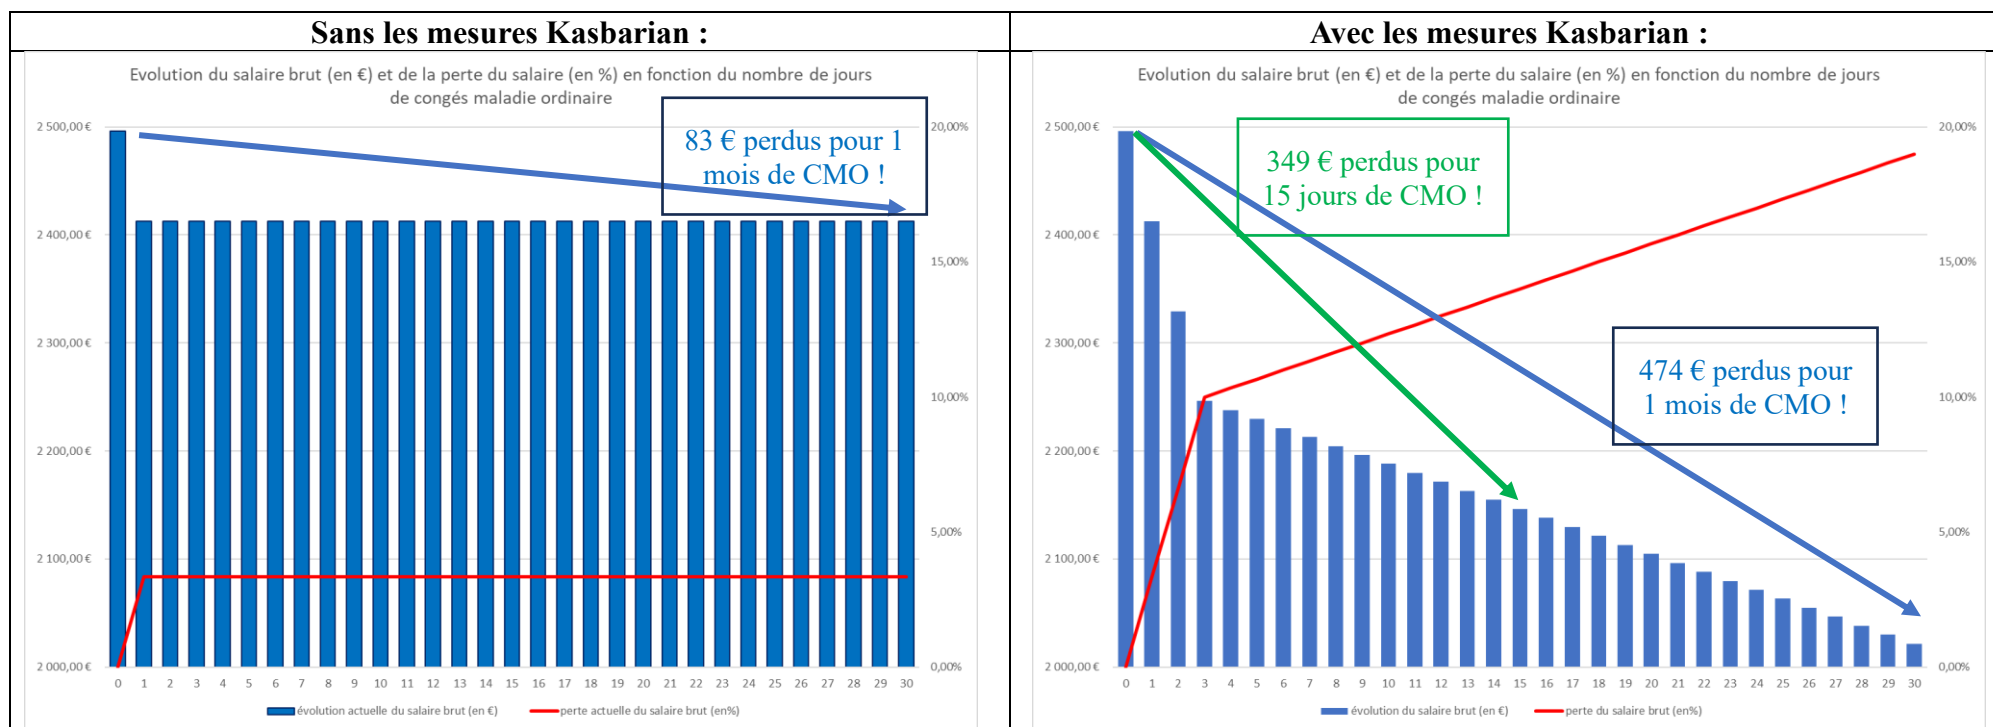 Sans les mesures Kasbarian :
Evolution du salaire brut (en €) et de la perte du salaire (en %) en fonction du nombre de jours
de congés maladie ordinaire
83 € perdus pour 1
mois de CMO !
2 500,00 €
2 400,00 €
2 300,00 €
2 200,00 €
2 100,00 €
2 000,00 €
20,00%
15,00%
10,00%
5,00%
0,00%
0 1 2 3 4 5 6 7 8 9 10 11 12 13 14 15 16 17 18 19 20 21 22 23 24 25 26 27 28 29 30
évolution actuelle du salaire brut (en €) perte actuelle du salaire brut (en%)
Avec les mesures Kasbarian :
Evolution du salaire brut (en €) et de la perte du salaire (en %) en fonction du nombre de jours
de congés maladie ordinaire
349 € perdus pour
15 jours de CMO !
474 € perdus pour
1 mois de CMO !
2 500,00 €
2 400,00 €
2 300,00 €
2 200,00 €
2 100,00 €
2 000,00 €
20,00%
15,00%
10,00%
5,00%
0,00%
0 1 2 3 4 5 6 7 8 9 10 11 12 13 14 15 16 17 18 19 20 21 22 23 24 25 26 27 28 29 30
évolution du salaire brut (en €) perte du salaire brut (en%)